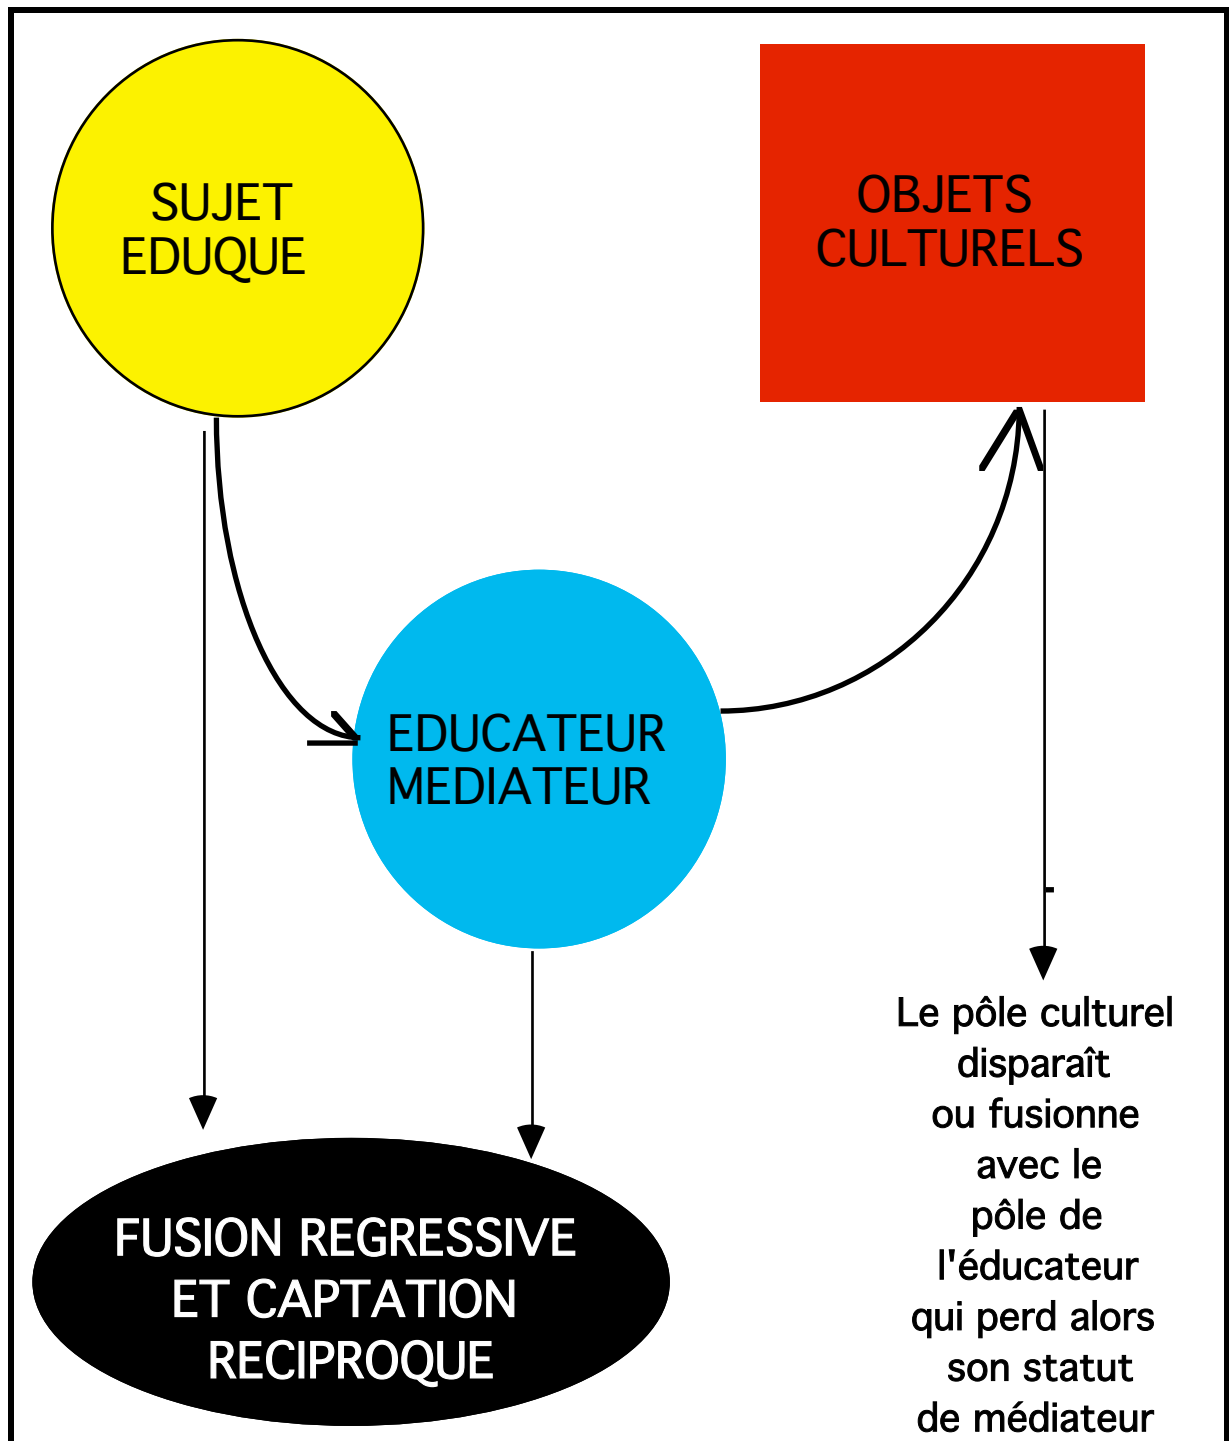 SUJET
EDUQUE
OBJETS
CULTURELS
EDUCATEUR
MEDIATEUR
FUSION REGRESSIVE
ET CAPTATION
RECIPROQUE
Le pôle culturel
disparaît
ou fusionne
avec le
pôle de
l'éducateur
qui perd alors
son statut
de médiateur